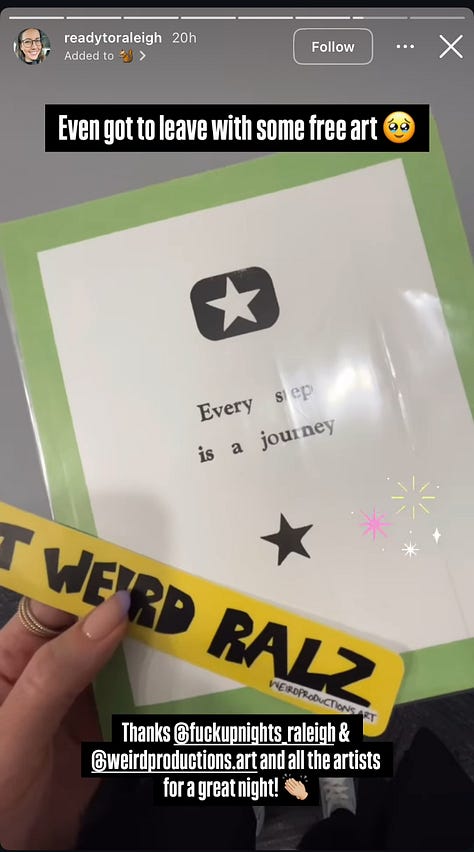 readytoraleigh 20h
Added to 🐿️ >
Follow
Even got to leave with some free art 🥹
Every step
is a journey
T WEIRD RALZ
WEIRDPRODUCTIONS.ART
Thanks @fuckupnights_raleigh &
@weirdproductions.art and all the artists
for a great night! 👏🏼